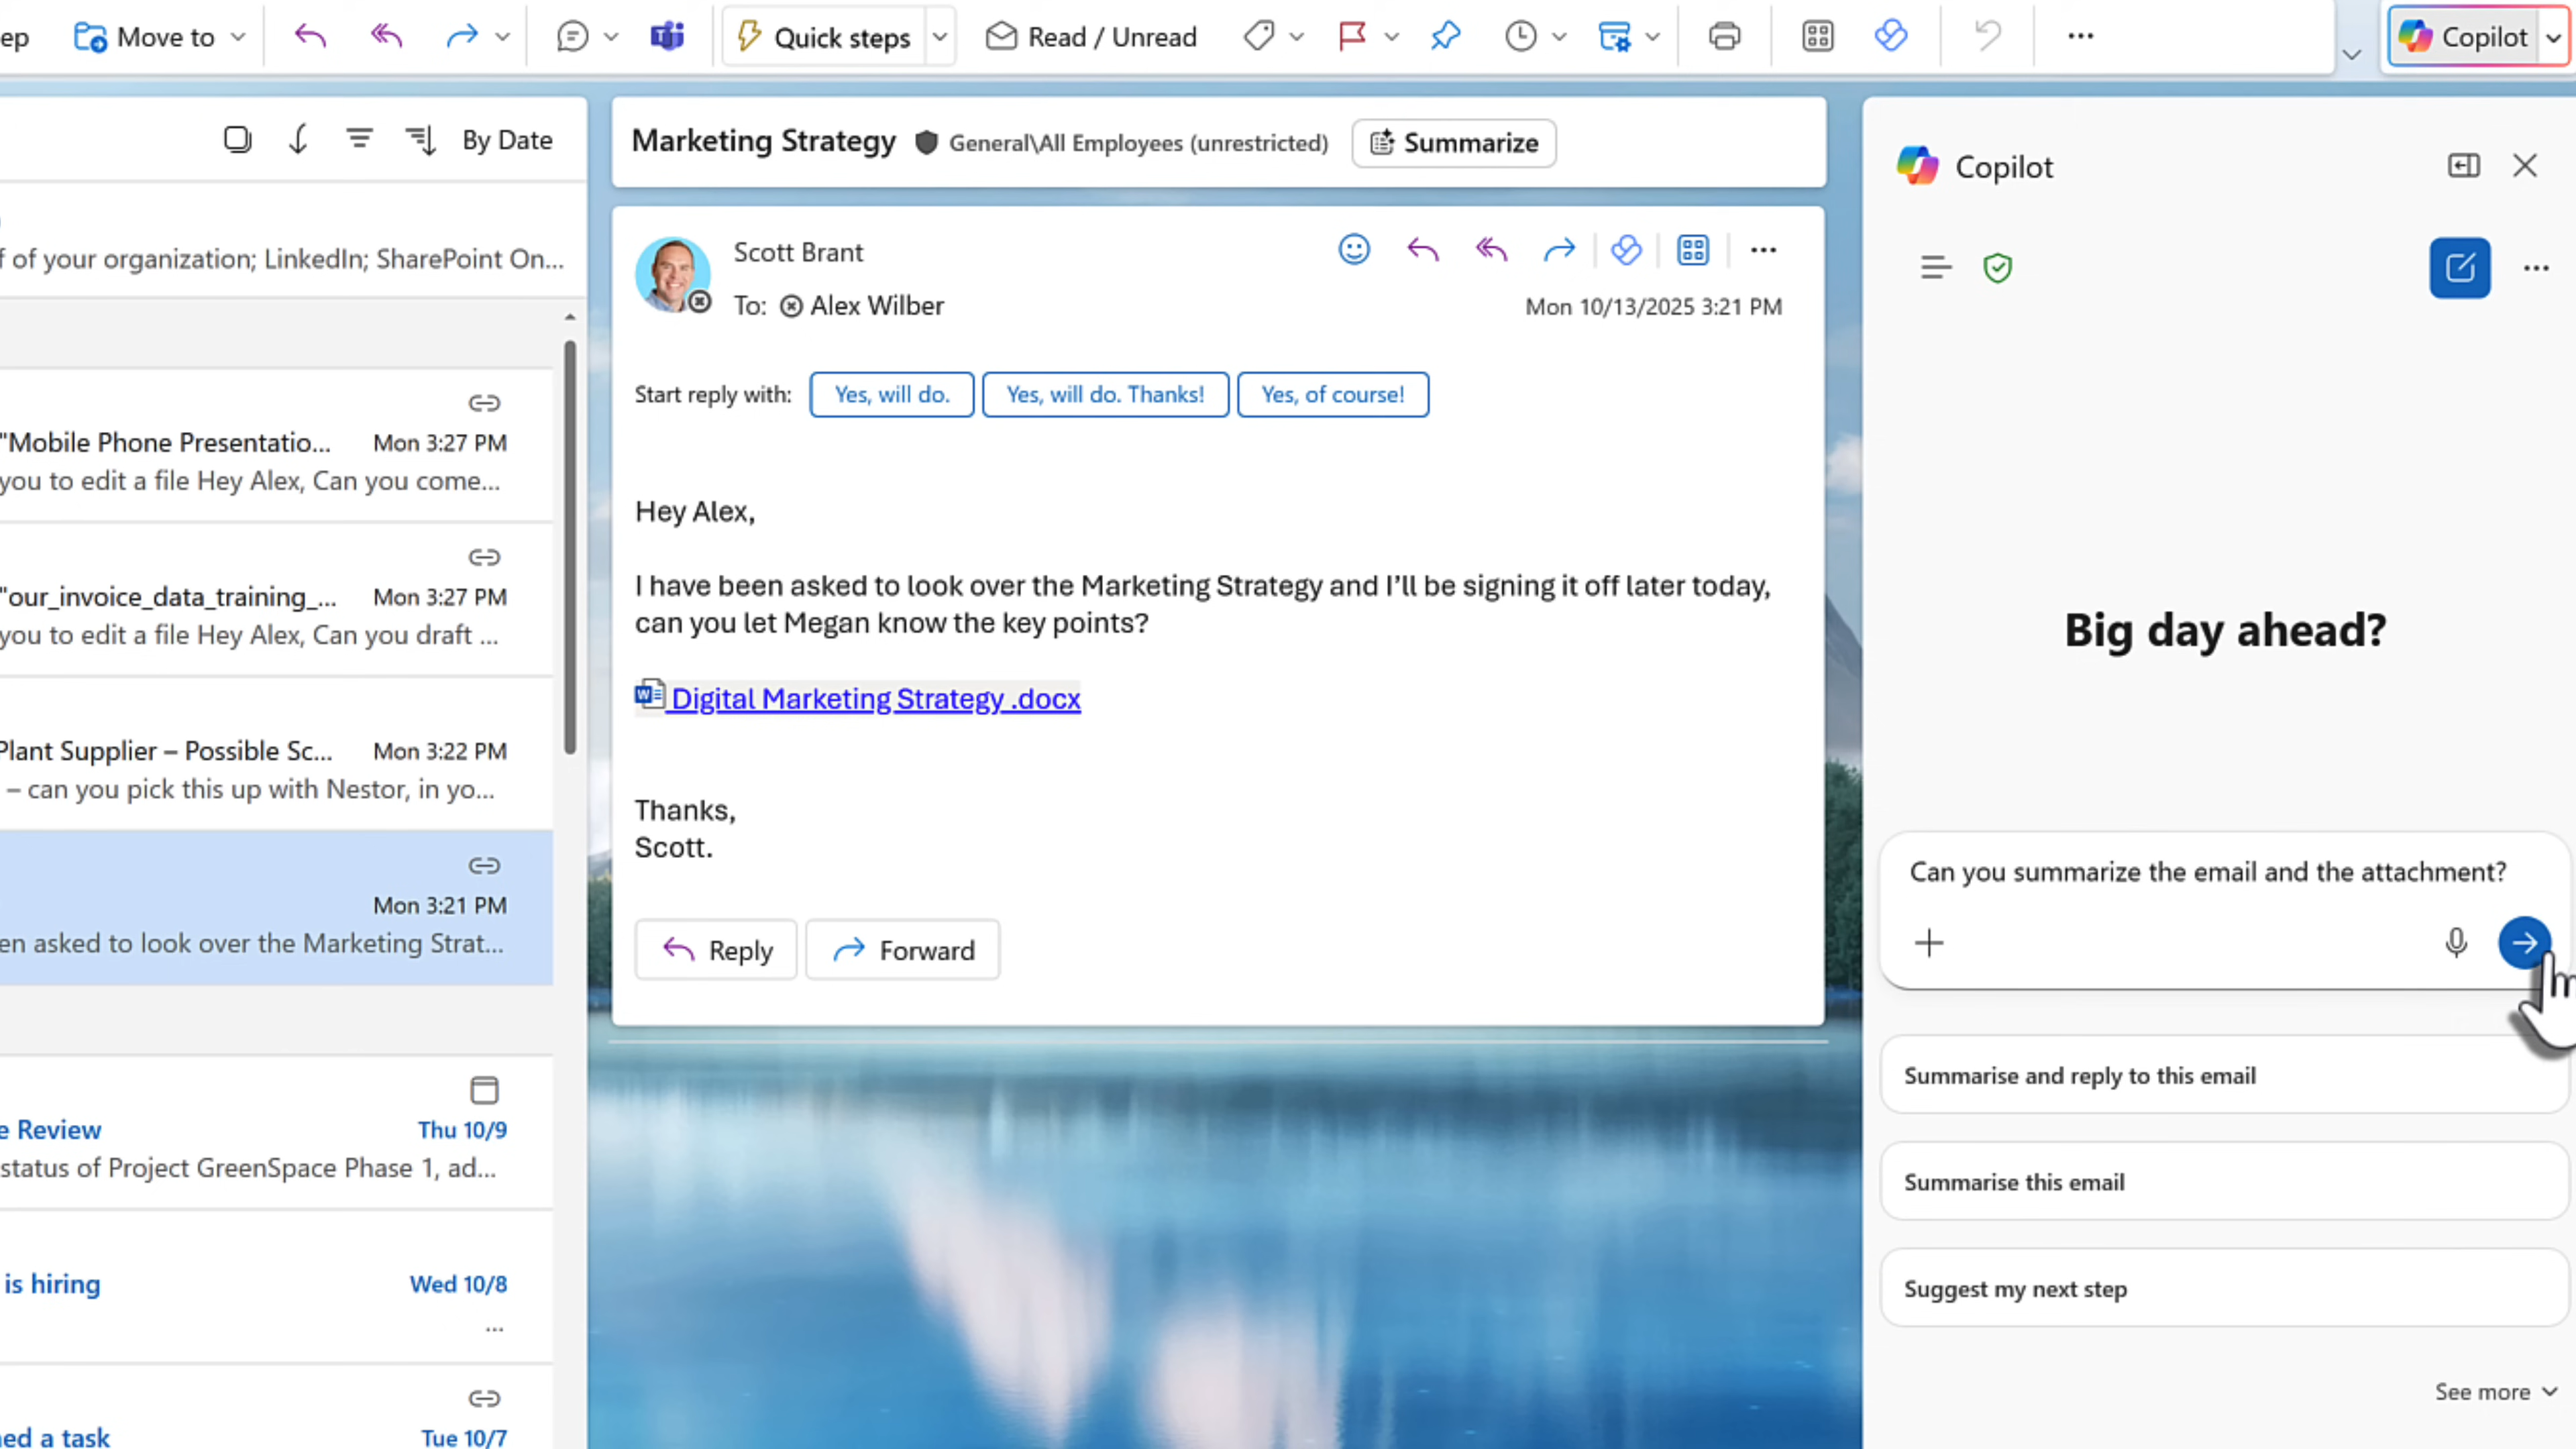 ep
Move to
Quick steps
Read / Unread
Copilot
By Date
f of your organization; LinkedIn; SharePoint On...
"Mobile Phone Presentatio... Mon 3:27 PM
you to edit a file Hey Alex, Can you come...
"our_invoice_data_training_... Mon 3:27 PM
you to edit a file Hey Alex, Can you draft ...
Plant Supplier – Possible Sc... Mon 3:22 PM
– can you pick this up with Nestor, in yo...
Mon 3:21 PM
en asked to look over the Marketing Strat...
e Review Thu 10/9
status of Project GreenSpace Phase 1, ad...
is hiring Wed 10/8
...
ned a task Tue 10/7
Marketing Strategy General\All Employees (unrestricted) Summarize
Scott Brant
To: Alex Wilber Mon 10/13/2025 3:21 PM
Start reply with: Yes, will do. Yes, will do. Thanks! Yes, of course!
Hey Alex,
I have been asked to look over the Marketing Strategy and I’ll be signing it off later today,
can you let Megan know the key points?
Digital Marketing Strategy .docx
Thanks,
Scott.
Reply Forward
Copilot
Big day ahead?
Can you summarize the email and the attachment?
Summarise and reply to this email
Summarise this email
Suggest my next step
See more